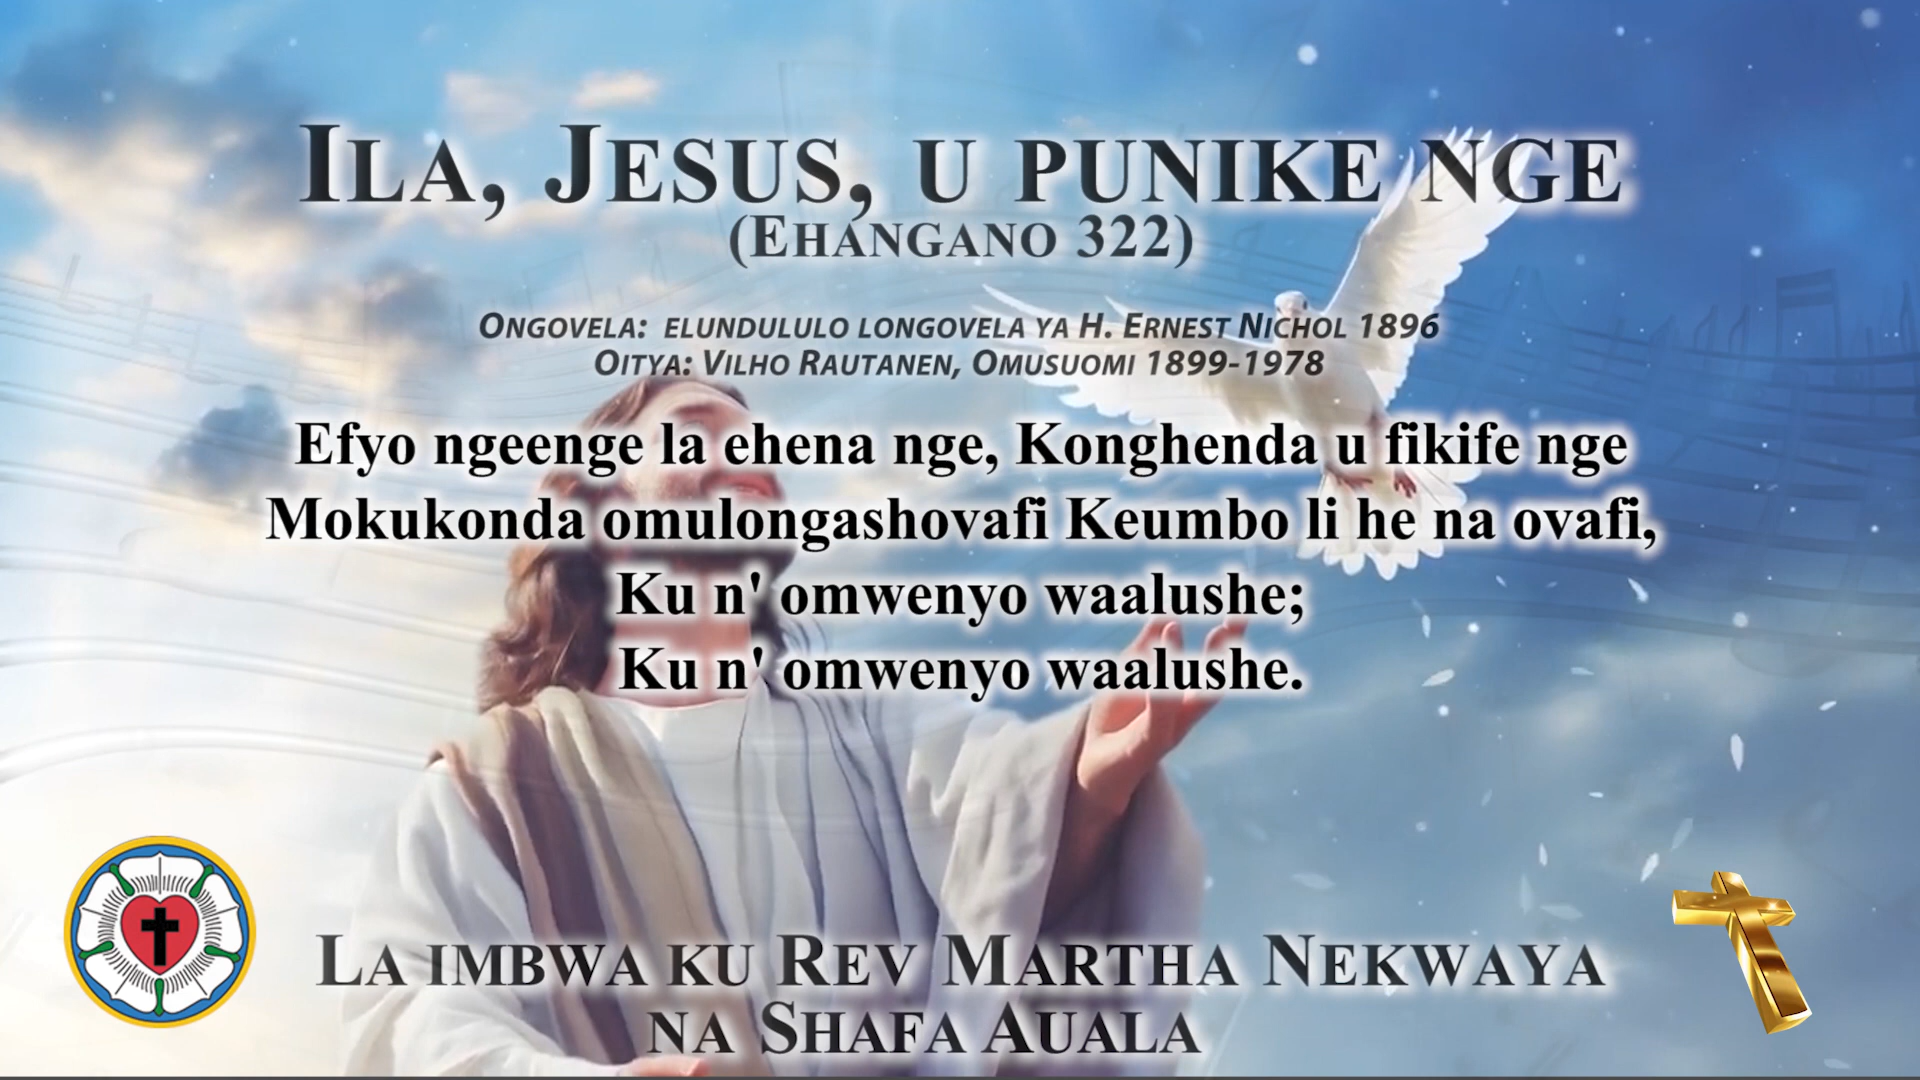 Ila, Jesus, u punike nge
(Ehangano 322)
Ongovela: elundululo longovela ya H. Ernest Nichol 1896
Oitya: Vilho Rautanen, Omusuomi 1899-1978
Efyo ngeenge la ehena nge, Konghenda u fikife nge
Mokukonda omulongashovafi Keumbo li he na ovafi,
Ku n' omwenyo waalushe;
Ku n' omwenyo waalushe.
La imbwa ku Rev Martha Nekwaya
na Shafa Auala